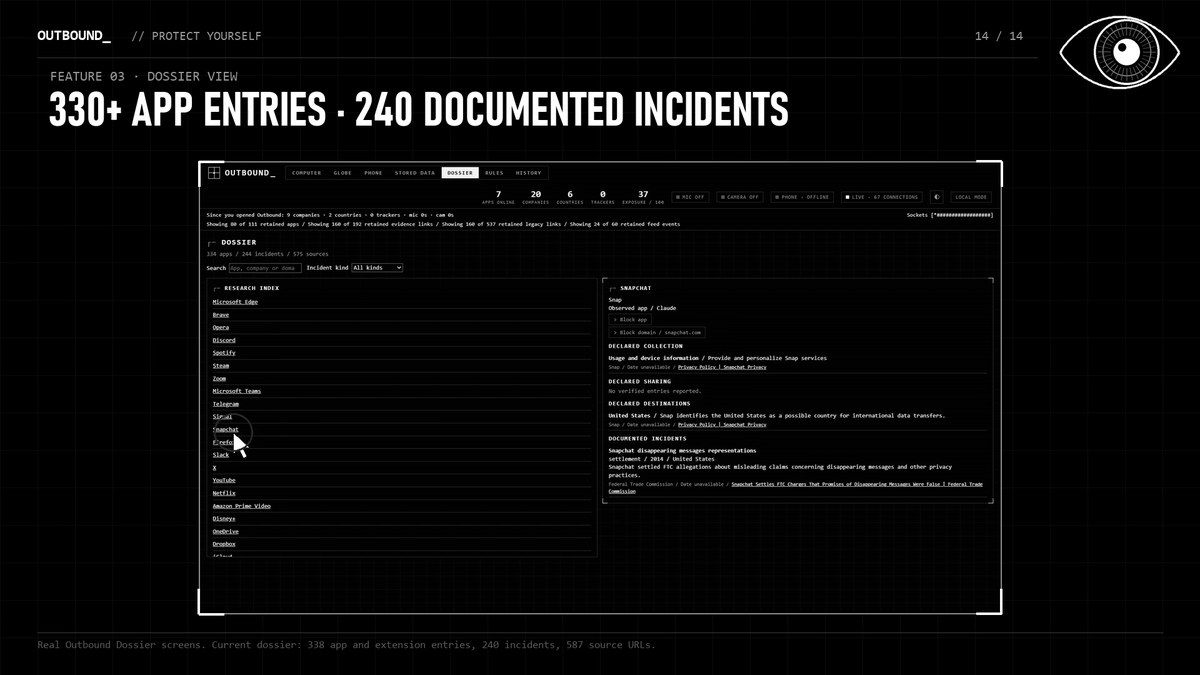 OUTBOUND_ // PROTECT YOURSELF 14 / 14
FEATURE 03 · DOSSIER VIEW
330+ APP ENTRIES · 240 DOCUMENTED INCIDENTS
OUTBOUND_ COMPUTER GLOBE PHONE STORED DATA DOSSIER RULES HISTORY
7 20 6 0 37
APPS ONLINE COMPANIES COUNTRIES TRACKERS EXPOSURE / 100
MIC OFF CAMERA OFF PHONE · OFFLINE LIVE · 67 CONNECTIONS LOCAL MODE
Since you opened Outbound: 9 companies · 2 countries · 0 trackers · mic 0s · cam 0s
Showing 80 of 111 retained apps / Showing 160 of 192 retained evidence links / Showing 160 of 537 retained legacy links / Showing 24 of 60 retained feed events
DOSSIER
334 apps / 244 incidents / 575 sources
Search App, company or doma Incident kind All kinds
RESEARCH INDEX
Microsoft Edge
Brave
Opera
Discord
Spotify
Steam
Zoom
Microsoft Teams
Telegram
Snapchat
Slack
X
YouTube
Netflix
Amazon Prime Video
Disney+
OneDrive
Dropbox
SNAPCHAT
Snap
Observed app / Claude
Block app
Block domain / snapchat.com
DECLARED COLLECTION
Usage and device information / Provide and personalize Snap services
Snap / Date unavailable / Privacy Policy | Snapchat Privacy
DECLARED SHARING
No verified entries reported.
DECLARED DESTINATIONS
United States / Snap identifies the United States as a possible country for international data transfers.
Snap / Date unavailable / Privacy Policy | Snapchat Privacy
DOCUMENTED INCIDENTS
Snapchat disappearing messages representations
settlement / 2014 / United States
Snapchat settled FTC allegations about misleading claims concerning disappearing messages and other privacy
practices.
Federal Trade Commission / Date unavailable / Snapchat Settles FTC Charges That Promises of Disappearing Messages Were False | Federal Trade
Commission
Real Outbound Dossier screens. Current dossier: 338 app and extension entries, 240 incidents, 587 source URLs.